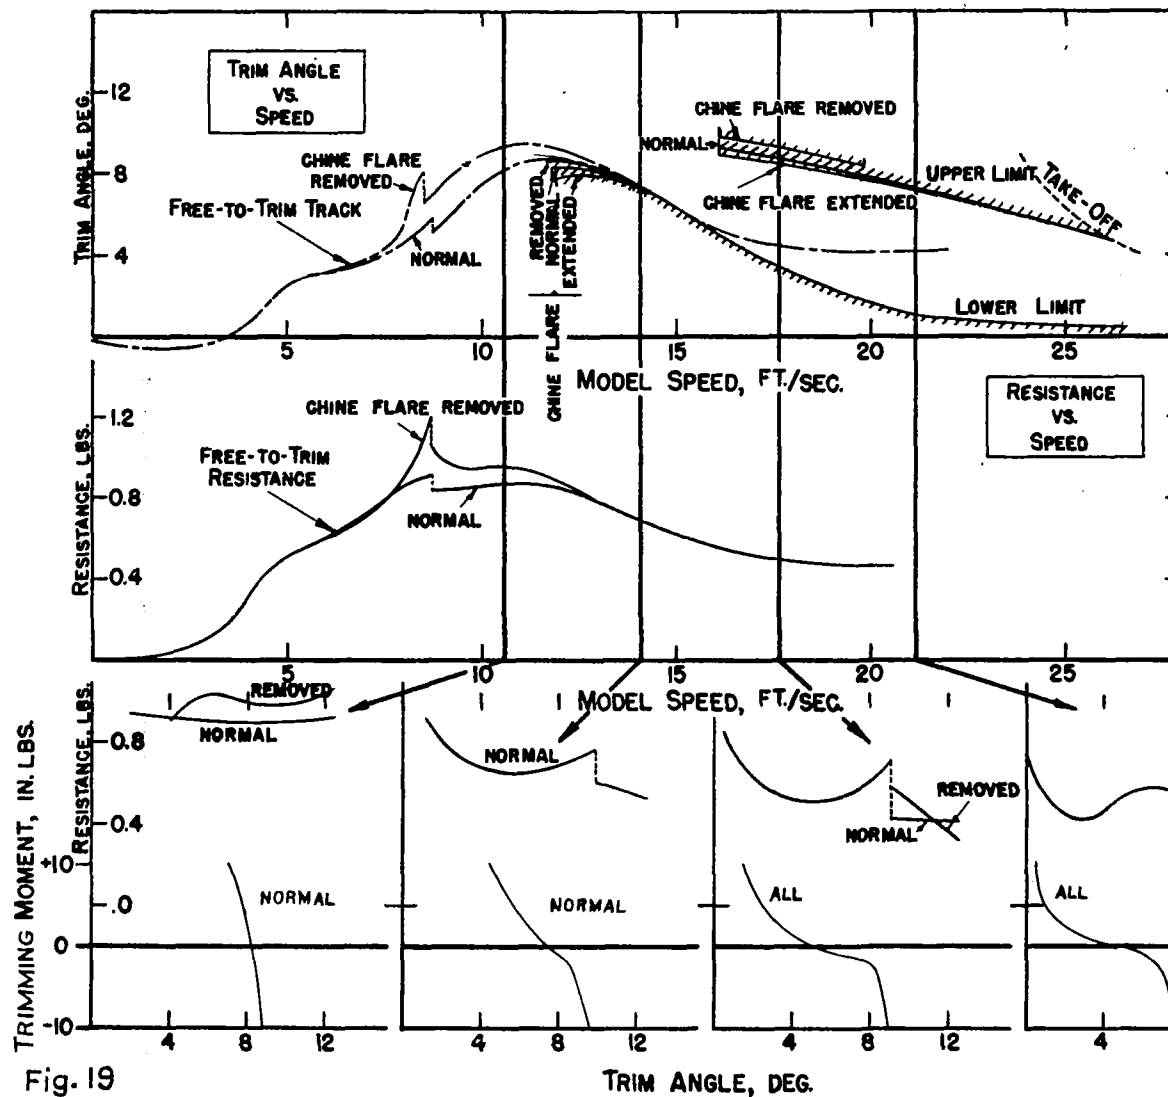 TRIM ANGLE
VS.
SPEED
TRIM ANGLE, DEG.
12
8
4
CHINE FLARE
REMOVED
FREE-TO-TRIM TRACK
NORMAL
REMOVED
NORMAL
EXTENDED
CHINE FLARE
CHINE FLARE REMOVED
NORMAL
UPPER LIMIT
TAKE-OFF
CHINE FLARE EXTENDED
LOWER LIMIT
5 10 15 20 25
MODEL SPEED, FT./SEC.
RESISTANCE
VS.
SPEED
RESISTANCE, LBS.
1.2
0.8
0.4
CHINE FLARE REMOVED
FREE-TO-TRIM
RESISTANCE
NORMAL
5 10 15 20 25
MODEL SPEED, FT./SEC.
TRIMMING MOMENT, IN. LBS.
RESISTANCE, LBS.
0.8
0.4
+10
.0
0
-10
REMOVED
NORMAL
NORMAL
NORMAL
NORMAL
REMOVED
NORMAL
ALL
ALL
4 8 12 4 8 12 4 8 12 4
Fig. 19
TRIM ANGLE, DEG.